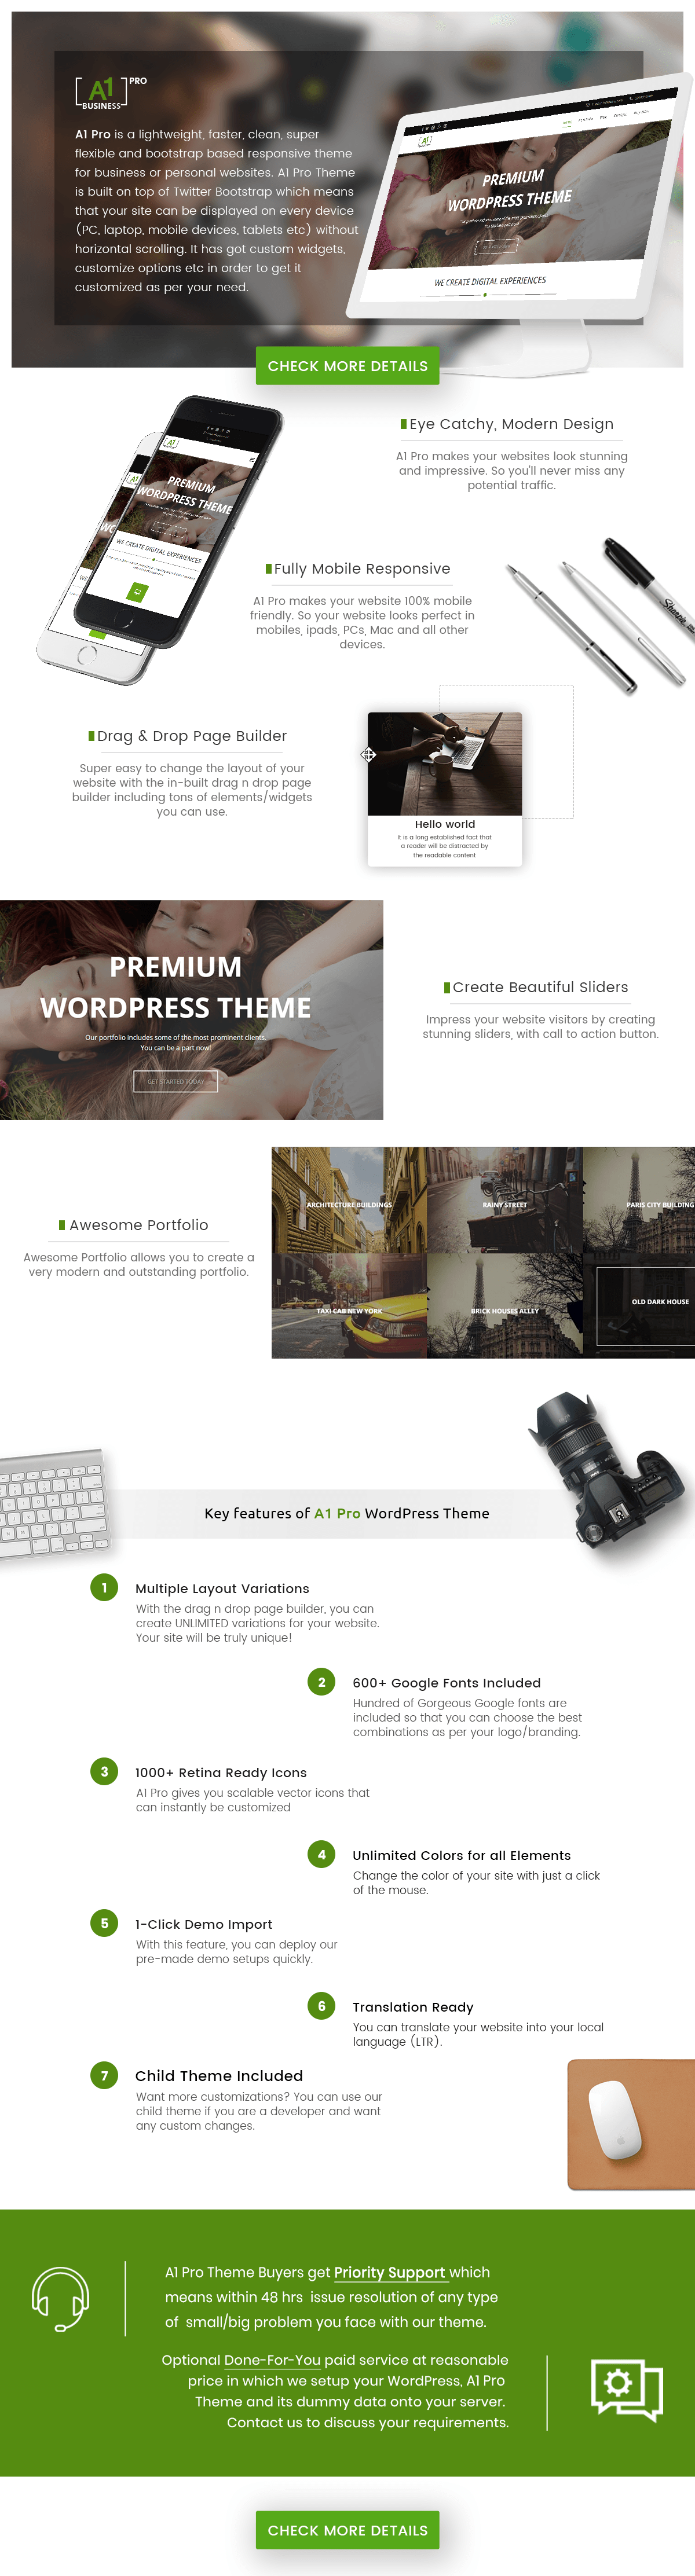 A1 PRO
BUSINESS
A1 Pro is a lightweight, faster, clean, super
flexible and bootstrap based responsive theme
for business or personal websites. A1 Pro Theme
is built on top of Twitter Bootstrap which means
that your site can be displayed on every device
(PC, laptop, mobile devices, tablets etc) without
horizontal scrolling. It has got custom widgets,
customize options etc in order to get it
customized as per your need.
A1
PREMIUM
WORDPRESS THEME
WE CREATE DIGITAL EXPERIENCES
CHECK MORE DETAILS
Eye Catchy, Modern Design
A1 Pro makes your websites look stunning
and impressive. So you'll never miss any
potential traffic.
A1
PREMIUM
WORDPRESS THEME
WE CREATE DIGITAL EXPERIENCES
Fully Mobile Responsive
A1 Pro makes your website 100% mobile
friendly. So your website looks perfect in
mobiles, ipads, PCs, Mac and all other
devices.
Sharpie
Drag & Drop Page Builder
Super easy to change the layout of your
website with the in-built drag n drop page
builder including tons of elements/widgets
you can use.
Hello world
It is a long established fact that
a reader will be distracted by
the readable content
PREMIUM
WORDPRESS THEME
Our portfolio includes some of the most prominent clients.
You can be a part now!
GET STARTED TODAY
Create Beautiful Sliders
Impress your website visitors by creating
stunning sliders, with call to action button.
Awesome Portfolio
Awesome Portfolio allows you to create a
very modern and outstanding portfolio.
ARCHITECTURE BUILDINGS
RAINY STREET
PARIS CITY BUILDING
TAXI CAB NEW YORK
BRICK HOUSES ALLEY
OLD DARK HOUSE
Key features of A1 Pro WordPress Theme
1 Multiple Layout Variations
With the drag n drop page builder, you can
create UNLIMITED variations for your website.
Your site will be truly unique!
2 600+ Google Fonts Included
Hundred of Gorgeous Google fonts are
included so that you can choose the best
combinations as per your logo/branding.
3 1000+ Retina Ready Icons
A1 Pro gives you scalable vector icons that
can instantly be customized
4 Unlimited Colors for all Elements
Change the color of your site with just a click
of the mouse.
5 1-Click Demo Import
With this feature, you can deploy our
pre-made demo setups quickly.
6 Translation Ready
You can translate your website into your local
language (LTR).
7 Child Theme Included
Want more customizations? You can use our
child theme if you are a developer and want
any custom changes.
A1 Pro Theme Buyers get Priority Support which
means within 48 hrs issue resolution of any type
of small/big problem you face with our theme.
Optional Done-For-You paid service at reasonable
price in which we setup your WordPress, A1 Pro
Theme and its dummy data onto your server.
Contact us to discuss your requirements.
CHECK MORE DETAILS